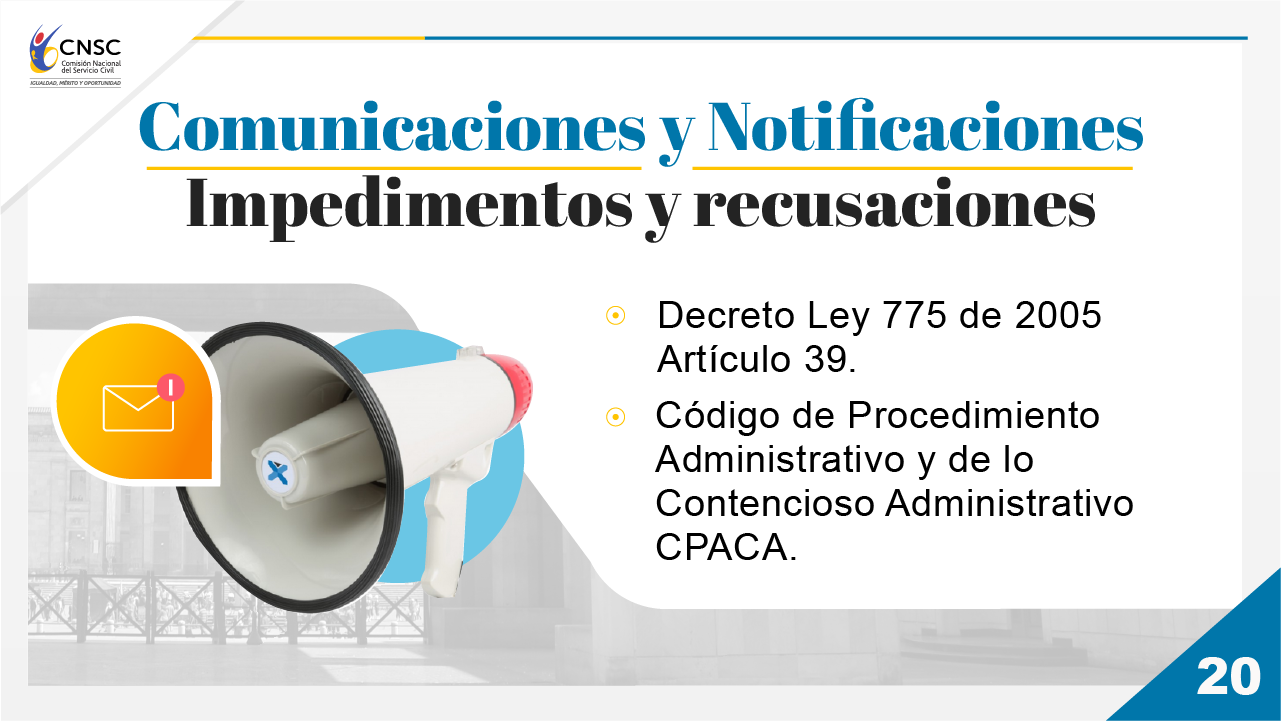 CNSC
Comisión Nacional
del Servicio Civil
IGUALDAD, MÉRITO Y OPORTUNIDAD
Comunicaciones y Notificaciones
Impedimentos y recusaciones
Decreto Ley 775 de 2005
Artículo 39.
Código de Procedimiento
Administrativo y de lo
Contencioso Administrativo
CPACA.
20